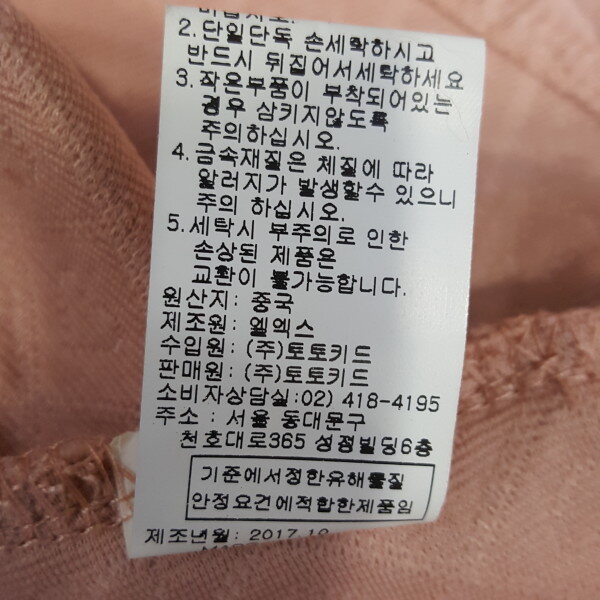 2.단일단독 손세탁하시고
반드시 뒤집어서세탁하세요
3.작은부품이 부착되어있는
경우 삼키지않도록
주의하십시오.
4.금속재질은 체질에 따라
알러지가 발생할수 있으니
주의 하십시오.
5.세탁시 부주의로 인한
손상된 제품은
교환이 불가능합니다.
원산지: 중국
제조원: 엘엑스
수입원: (주)토토키드
판매원: (주)토토키드
소비자상담실:02) 418-4195
주소 : 서울 동대문구
천호대로365 성정빌딩6층
기준에서정한유해물질
안정요건에적합한제품임
제조년월: 2017.10